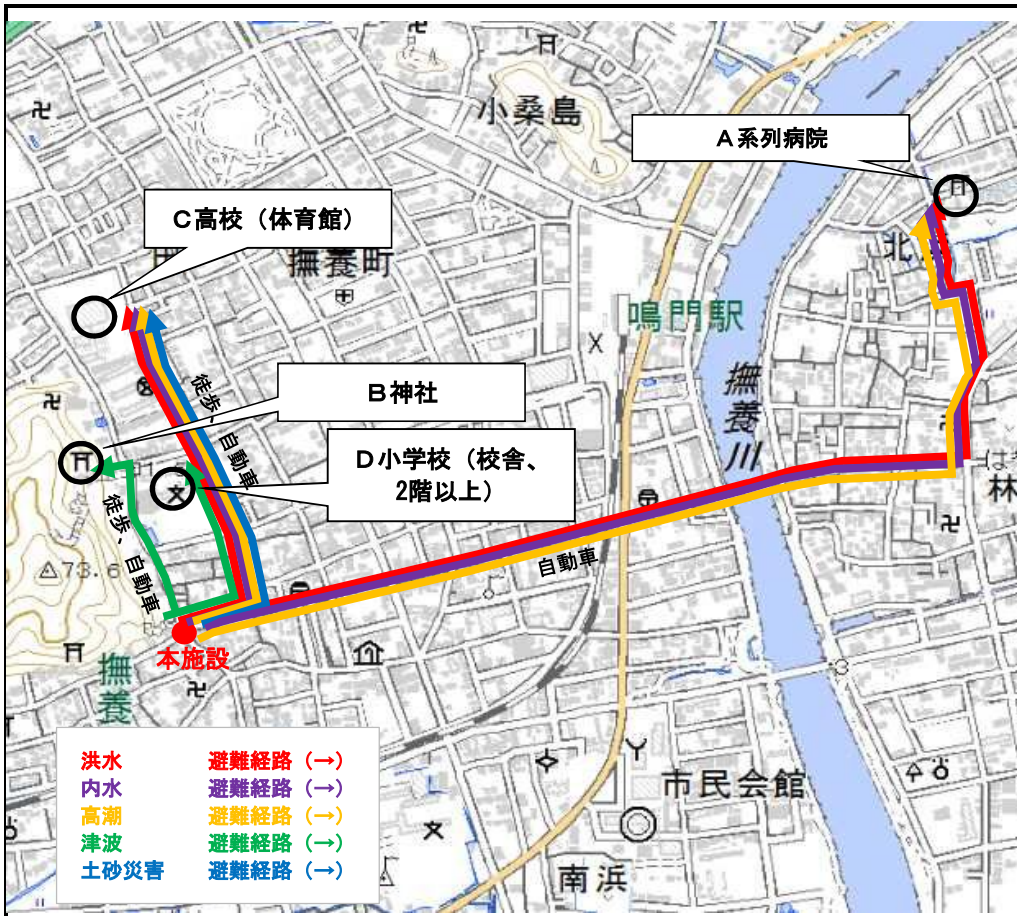 小桑島
A系列病院
C高校（体育館）
撫養町
鳴門駅
B神社
D小学校（校舎、
2階以上）
撫養川
徒歩、自動車
徒歩、自動車
自動車
73.6
林
本施設
撫養
市民会館
南浜
洪水 避難経路（→）
内水 避難経路（→）
高潮 避難経路（→）
津波 避難経路（→）
土砂災害 避難経路（→）